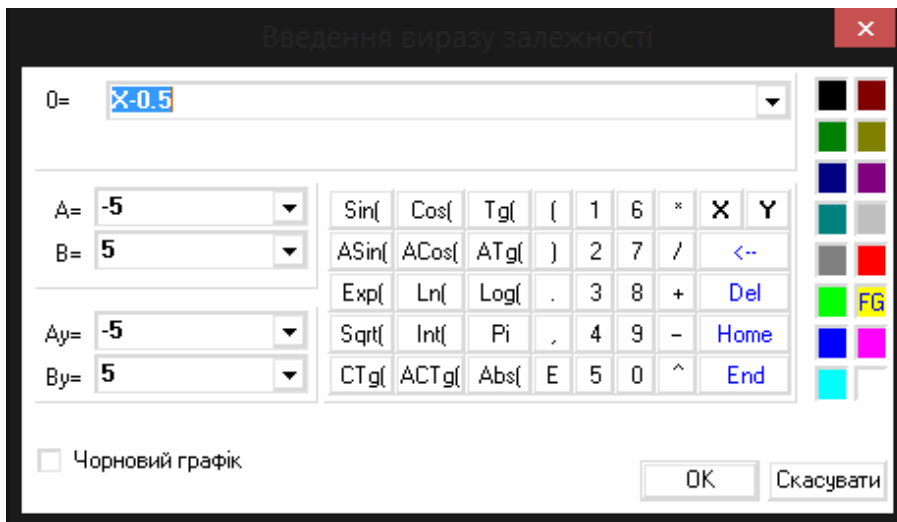 Введення виразу залежності
0= X-0.5
A= -5
B= 5
Ay= -5
By= 5
Sin( Cos( Tg( ( 1 6 * X Y
ASin( ACos( ATg( ) 2 7 / <--
Exp( Ln( Log( . 3 8 + Del
Sqrt( Int( Pi , 4 9 - Home
CTg( ACTg( Abs( E 5 0 ^ End
FG
Чорновий графік
OK Скасувати